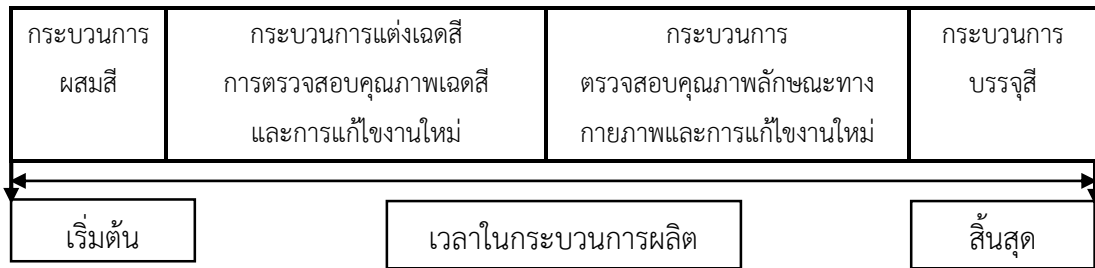 กระบวนการ
ผสมสี
กระบวนการแต่งเฉดสี
การตรวจสอบคุณภาพเฉดสี
และการแก้ไขงานใหม่
กระบวนการ
ตรวจสอบคุณภาพลักษณะทาง
กายภาพและการแก้ไขงานใหม่
กระบวนการ
บรรจุสี
เริ่มต้น
เวลาในกระบวนการผลิต
สิ้นสุด